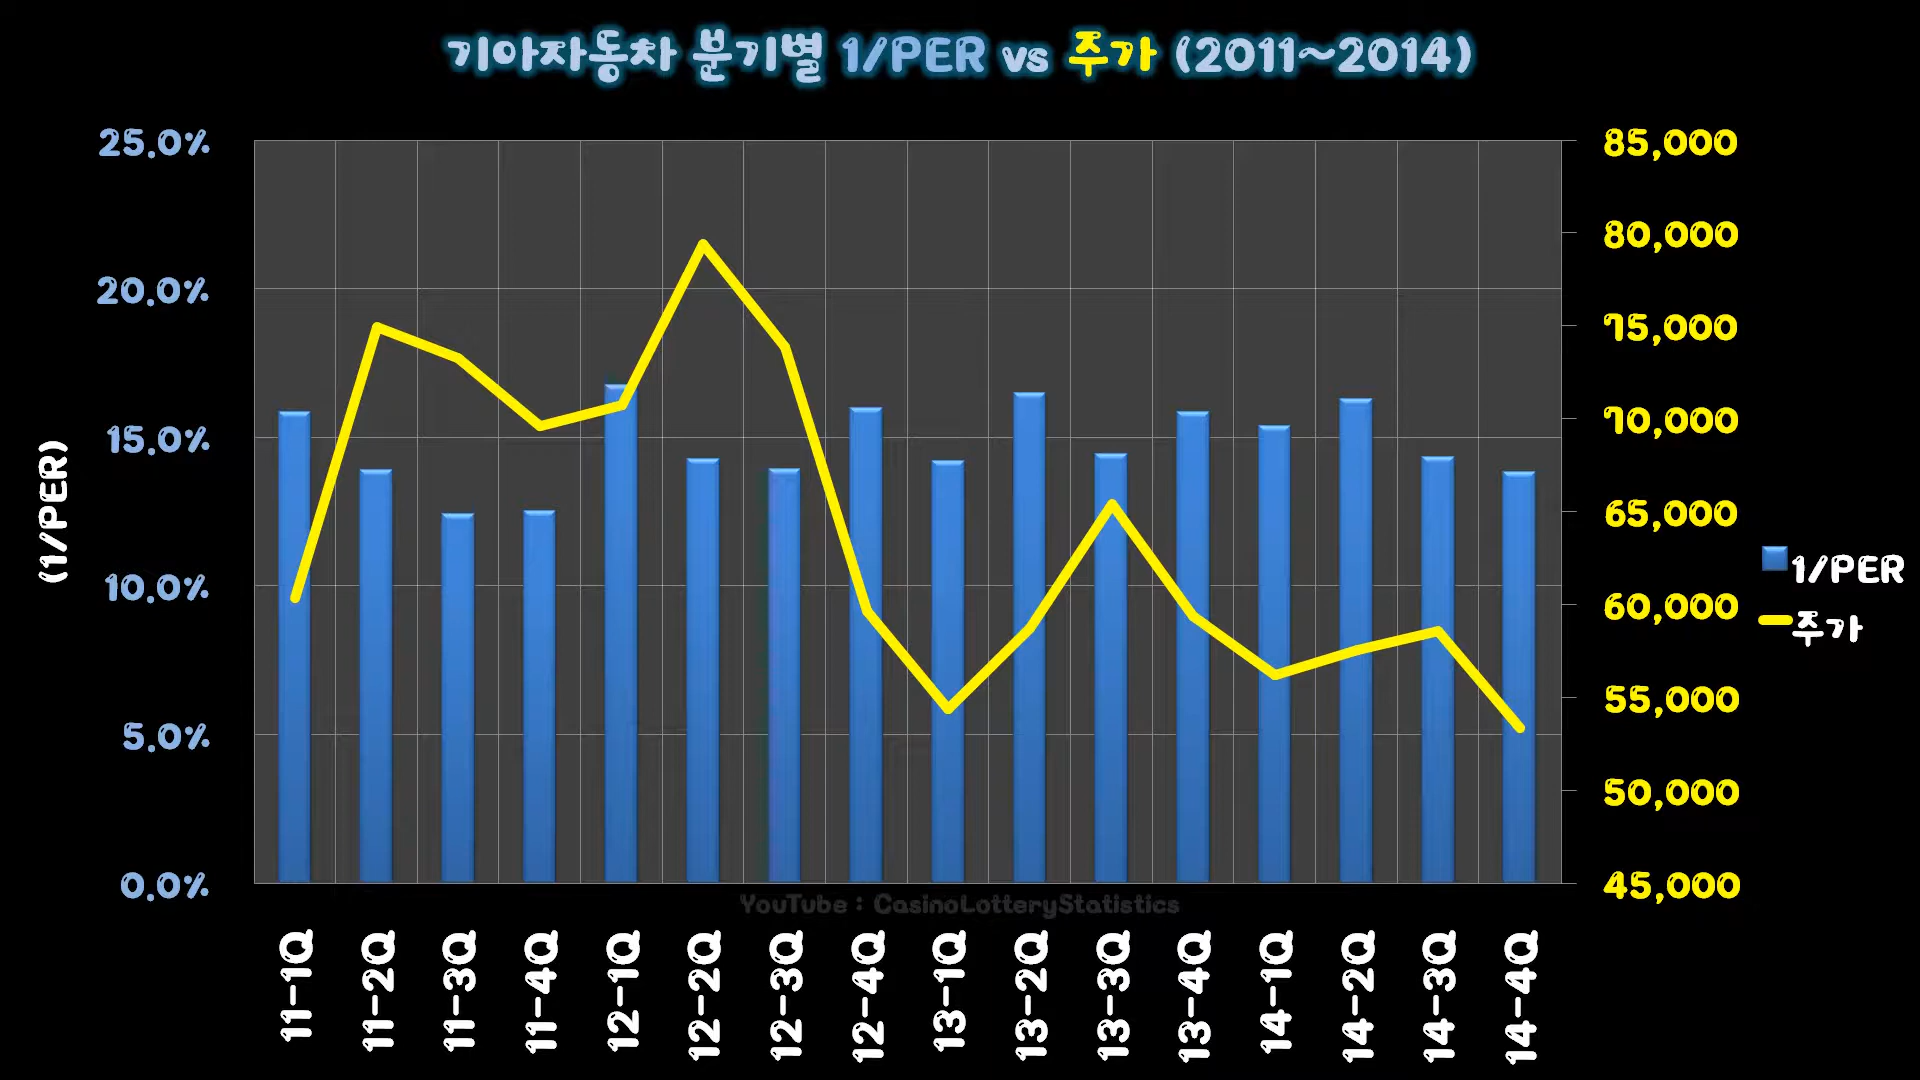 기아자동차 분기별 1/PER vs 주가 (2011~2014)
25.0%
20.0%
15.0%
10.0%
5.0%
0.0%
(1/PER)
85,000
80,000
75,000
70,000
65,000
60,000
55,000
50,000
45,000
1/PER
주가
YouTube : CasinoLotteryStatistics
11-1Q
11-2Q
11-3Q
11-4Q
12-1Q
12-2Q
12-3Q
12-4Q
13-1Q
13-2Q
13-3Q
13-4Q
14-1Q
14-2Q
14-3Q
14-4Q